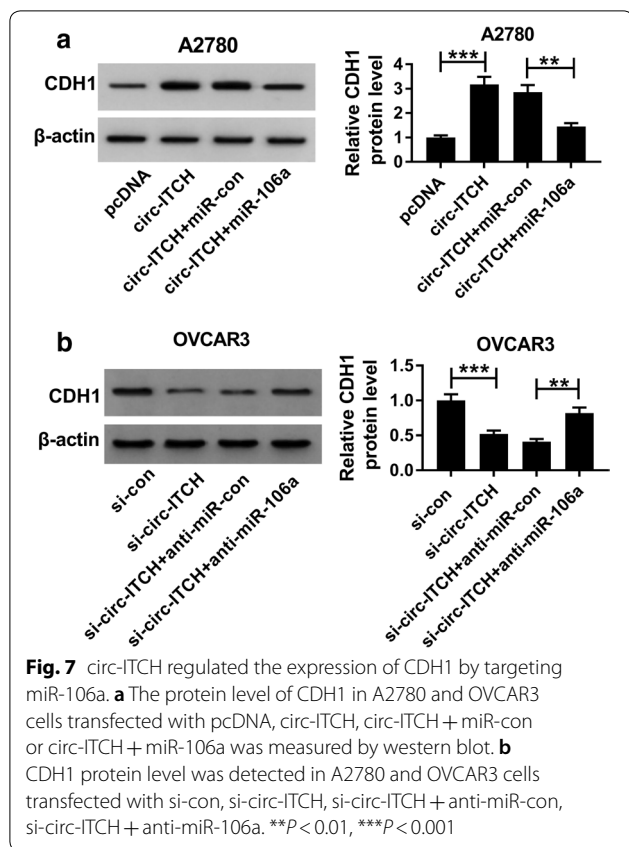 a
A2780
CDH1
β-actin
pcDNA
circ-ITCH
circ-ITCH+miR-con
circ-ITCH+miR-106a
A2780
Relative CDH1
protein level
4
3
2
1
0
***
**
pcDNA
circ-ITCH
circ-ITCH+miR-con
circ-ITCH+miR-106a
b
OVCAR3
CDH1
β-actin
si-con
si-circ-ITCH
si-circ-ITCH+anti-miR-con
si-circ-ITCH+anti-miR-106a
OVCAR3
Relative CDH1
protein level
1.5
1.0
0.5
0.0
***
**
si-con
si-circ-ITCH
si-circ-ITCH+anti-miR-con
si-circ-ITCH+anti-miR-106a
Fig. 7 circ-ITCH regulated the expression of CDH1 by targeting
miR-106a. a The protein level of CDH1 in A2780 and OVCAR3
cells transfected with pcDNA, circ-ITCH, circ-ITCH + miR-con
or circ-ITCH + miR-106a was measured by western blot. b
CDH1 protein level was detected in A2780 and OVCAR3 cells
transfected with si-con, si-circ-ITCH, si-circ-ITCH + anti-miR-con,
si-circ-ITCH + anti-miR-106a. **P < 0.01, ***P < 0.001